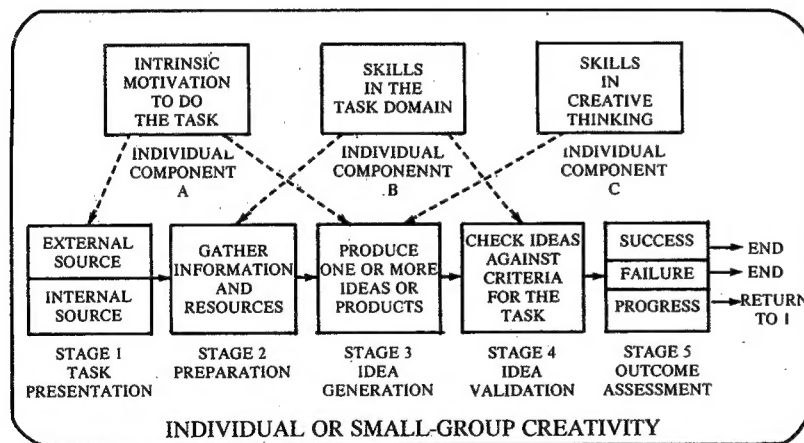 INTRINSIC
MOTIVATION
TO DO
THE TASK
SKILLS
IN THE
TASK DOMAIN
SKILLS
IN
CREATIVE
THINKING
INDIVIDUAL
COMPONENT
A
INDIVIDUAL
COMPONENNT
B
INDIVIDUAL
COMPONENT
C
EXTERNAL
SOURCE
INTERNAL
SOURCE
GATHER
INFORMATION
AND
RESOURCES
PRODUCE
ONE OR MORE
IDEAS OR
PRODUCTS
CHECK IDEAS
AGAINST
CRITERIA
FOR THE
TASK
SUCCESS
FAILURE
PROGRESS
END
END
RETURN
TO 1
STAGE 1
TASK
PRESENTATION
STAGE 2
PREPARATION
STAGE 3
IDEA
GENERATION
STAGE 4
IDEA
VALIDATION
STAGE 5
OUTCOME
ASSESSMENT
INDIVIDUAL OR SMALL-GROUP CREATIVITY